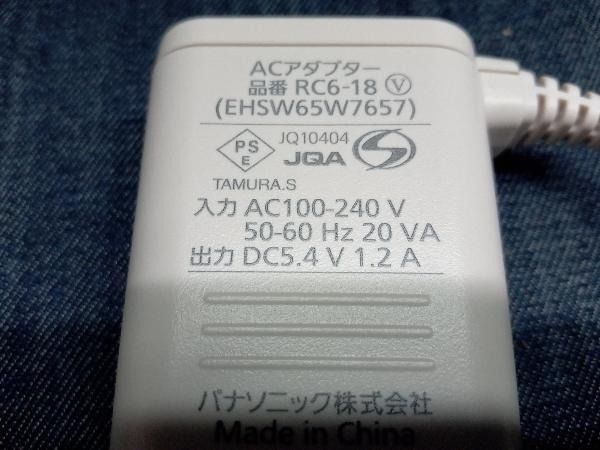 ACアダプター
品番 RC6-18 Ⓥ
(EHSW65W7657)
PS
E
JQ10404
JQA
S
TAMURA.S
入力 AC100-240 V
50-60 Hz 20 VA
出力 DC5.4 V 1.2 A
パナソニック株式会社
Made in China